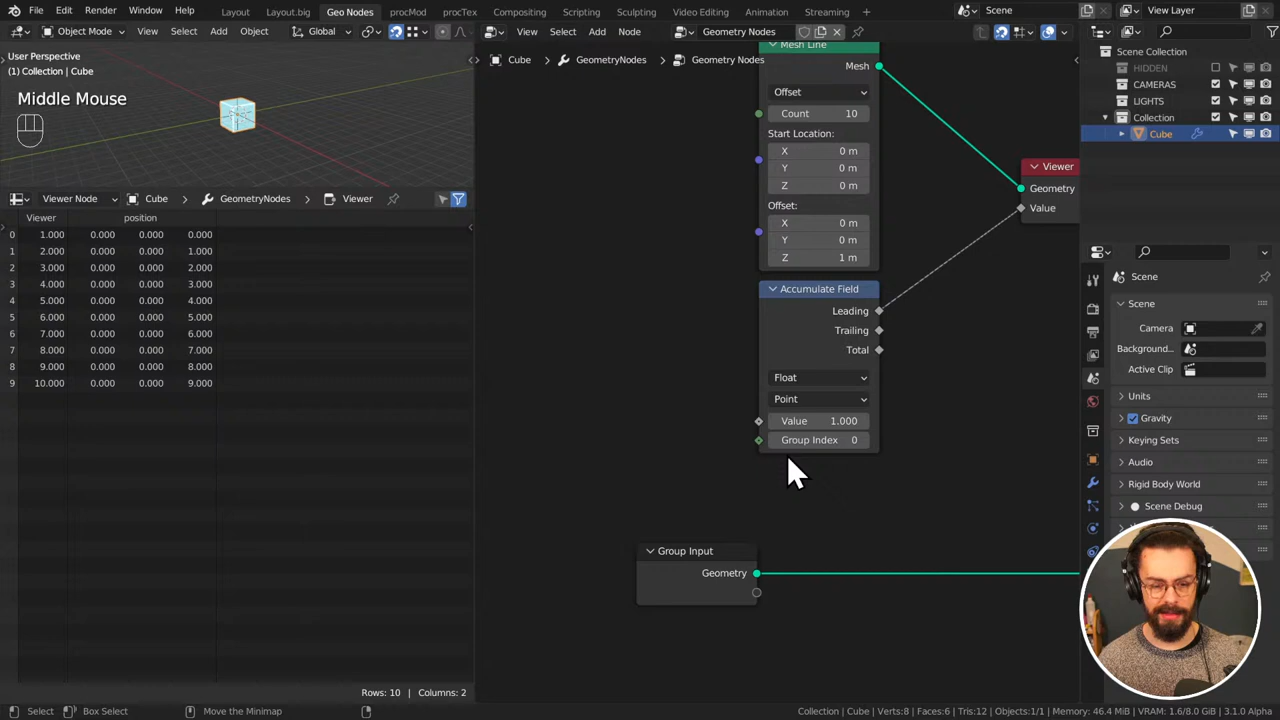 File Edit Render Window Help Layout Layout.big Geo Nodes procMod procTex Compositing Scripting Sculpting Video Editing Animation Streaming Scene View Layer
Object Mode View Select Add Object Global View Select Add Node Geometry Nodes
User Perspective
(1) Collection | Cube
Middle Mouse
Cube GeometryNodes Geometry Nodes
Scene Collection
HIDDEN
CAMERAS
LIGHTS
Collection
Cube
Viewer Node Cube GeometryNodes Viewer
Viewer position
0 1.000 0.000 0.000 0.000
1 2.000 0.000 0.000 1.000
2 3.000 0.000 0.000 2.000
3 4.000 0.000 0.000 3.000
4 5.000 0.000 0.000 4.000
5 6.000 0.000 0.000 5.000
6 7.000 0.000 0.000 6.000
7 8.000 0.000 0.000 7.000
8 9.000 0.000 0.000 8.000
9 10.000 0.000 0.000 9.000
Rows: 10 | Columns: 2
Mesh Line
Mesh
Offset
Count 10
Start Location:
X 0 m
Y 0 m
Z 0 m
Offset:
X 0 m
Y 0 m
Z 1 m
Accumulate Field
Leading
Trailing
Total
Float
Point
Value 1.000
Group Index 0
Viewer
Geometry
Value
Group Input
Geometry
Scene
Scene
Camera
Background...
Active Clip
Units
Gravity
Keying Sets
Audio
Rigid Body World
Scene Debug
Select Box Select Move the Minimap Collection | Cube | Verts:8 | Faces:6 | Tris:12 | Objects:1/1 | Memory: 46.4 MiB | VRAM: 1.6/8.0 GiB | 3.1.0 Alpha